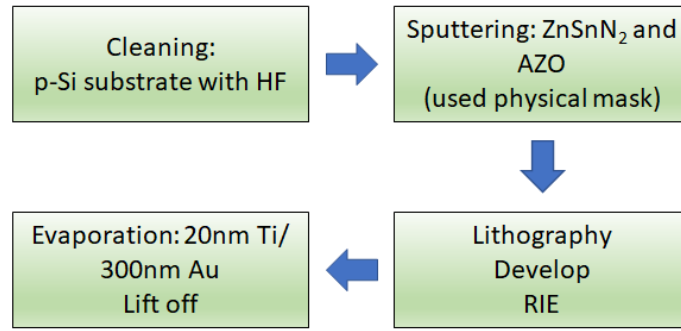 Cleaning:
p-Si substrate with HF
Sputtering: ZnSnN₂ and
AZO
(used physical mask)
Lithography
Develop
RIE
Evaporation: 20nm Ti/
300nm Au
Lift off